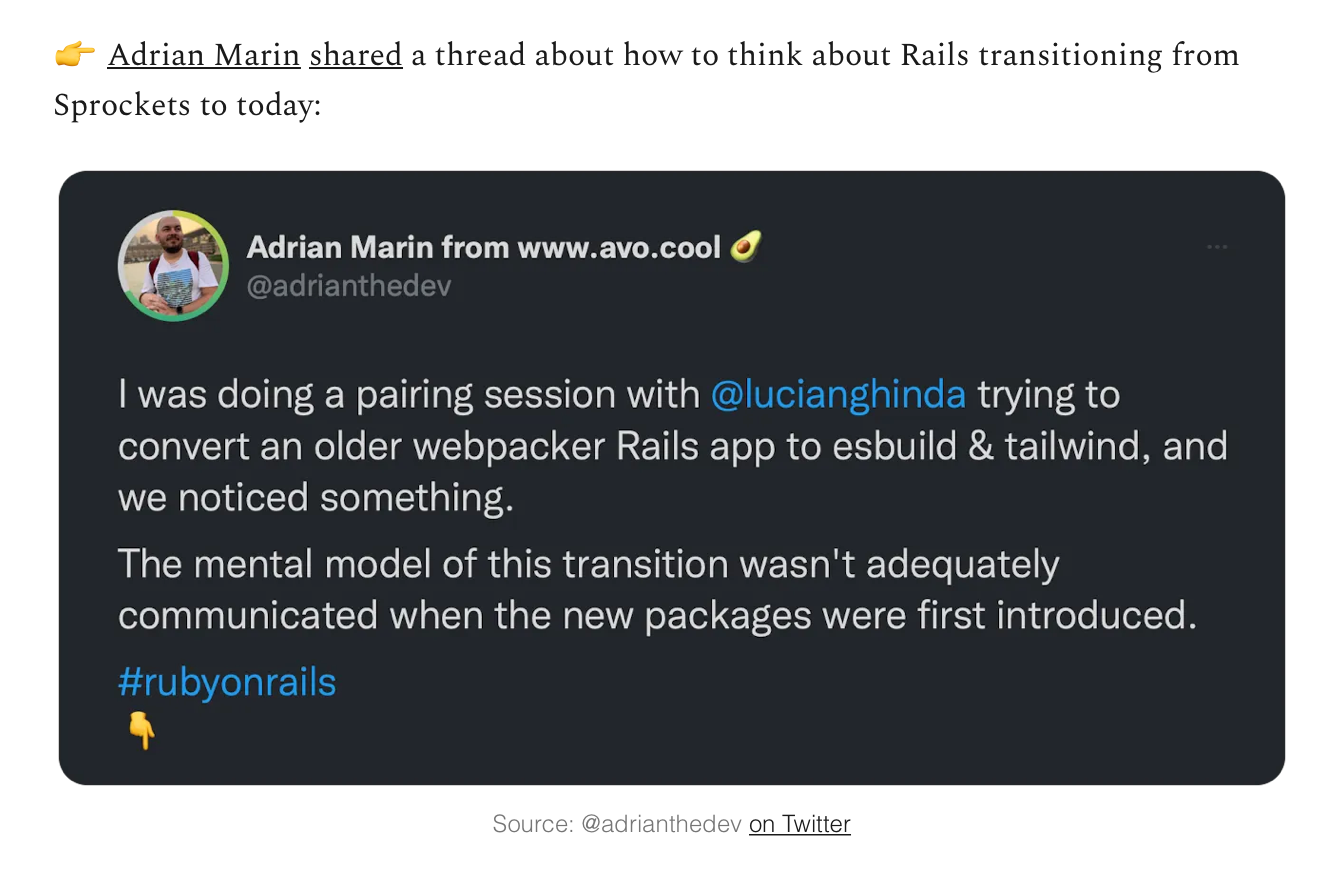 👉 Adrian Marin shared a thread about how to think about Rails transitioning from
Sprockets to today:
Adrian Marin from www.avo.cool 🥑
@adrianthedev
I was doing a pairing session with @lucianghinda trying to
convert an older webpacker Rails app to esbuild & tailwind, and
we noticed something.
The mental model of this transition wasn't adequately
communicated when the new packages were first introduced.
#rubyonrails
👇
Source: @adrianthedev on Twitter